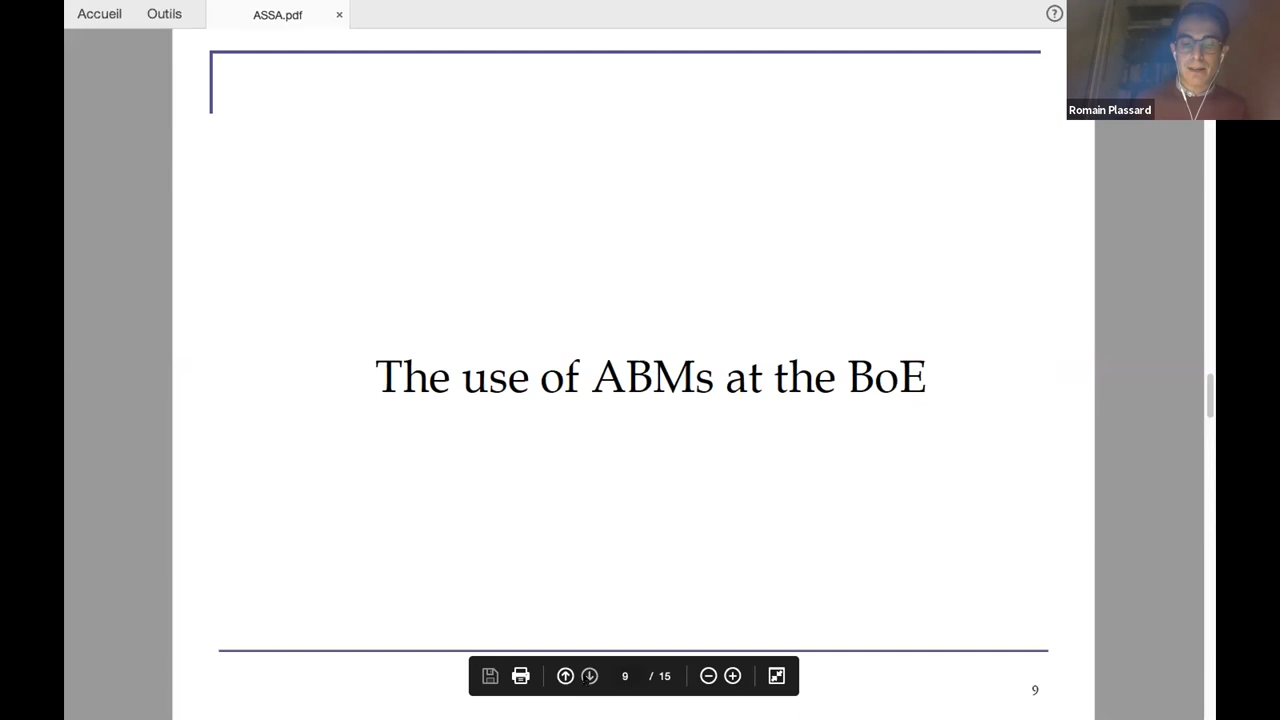 Accueil Outils ASSA.pdf × ?
Romain Plassard
The use of ABMs at the BoE
9 / 15
9